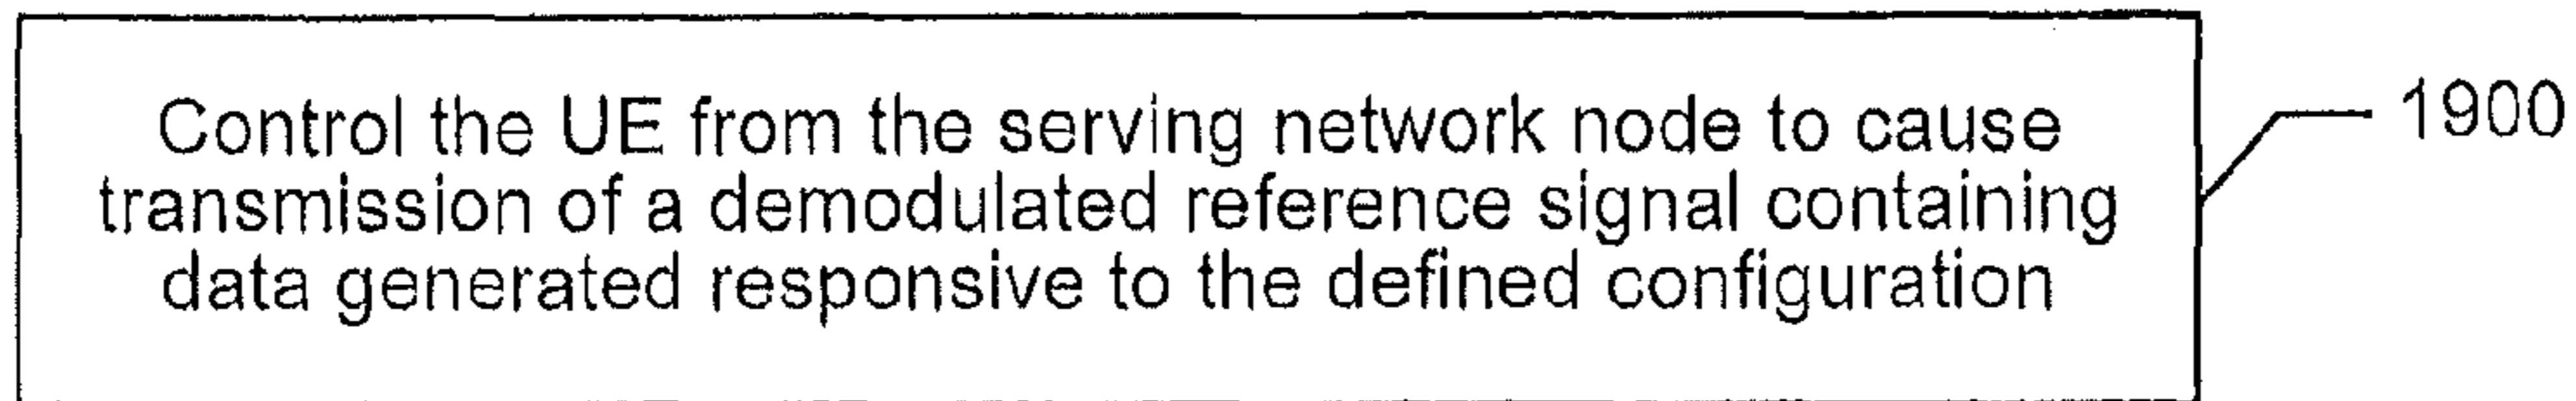 Control the UE from the serving network node to cause
transmission of a demodulated reference signal containing
data generated responsive to the defined configuration
1900